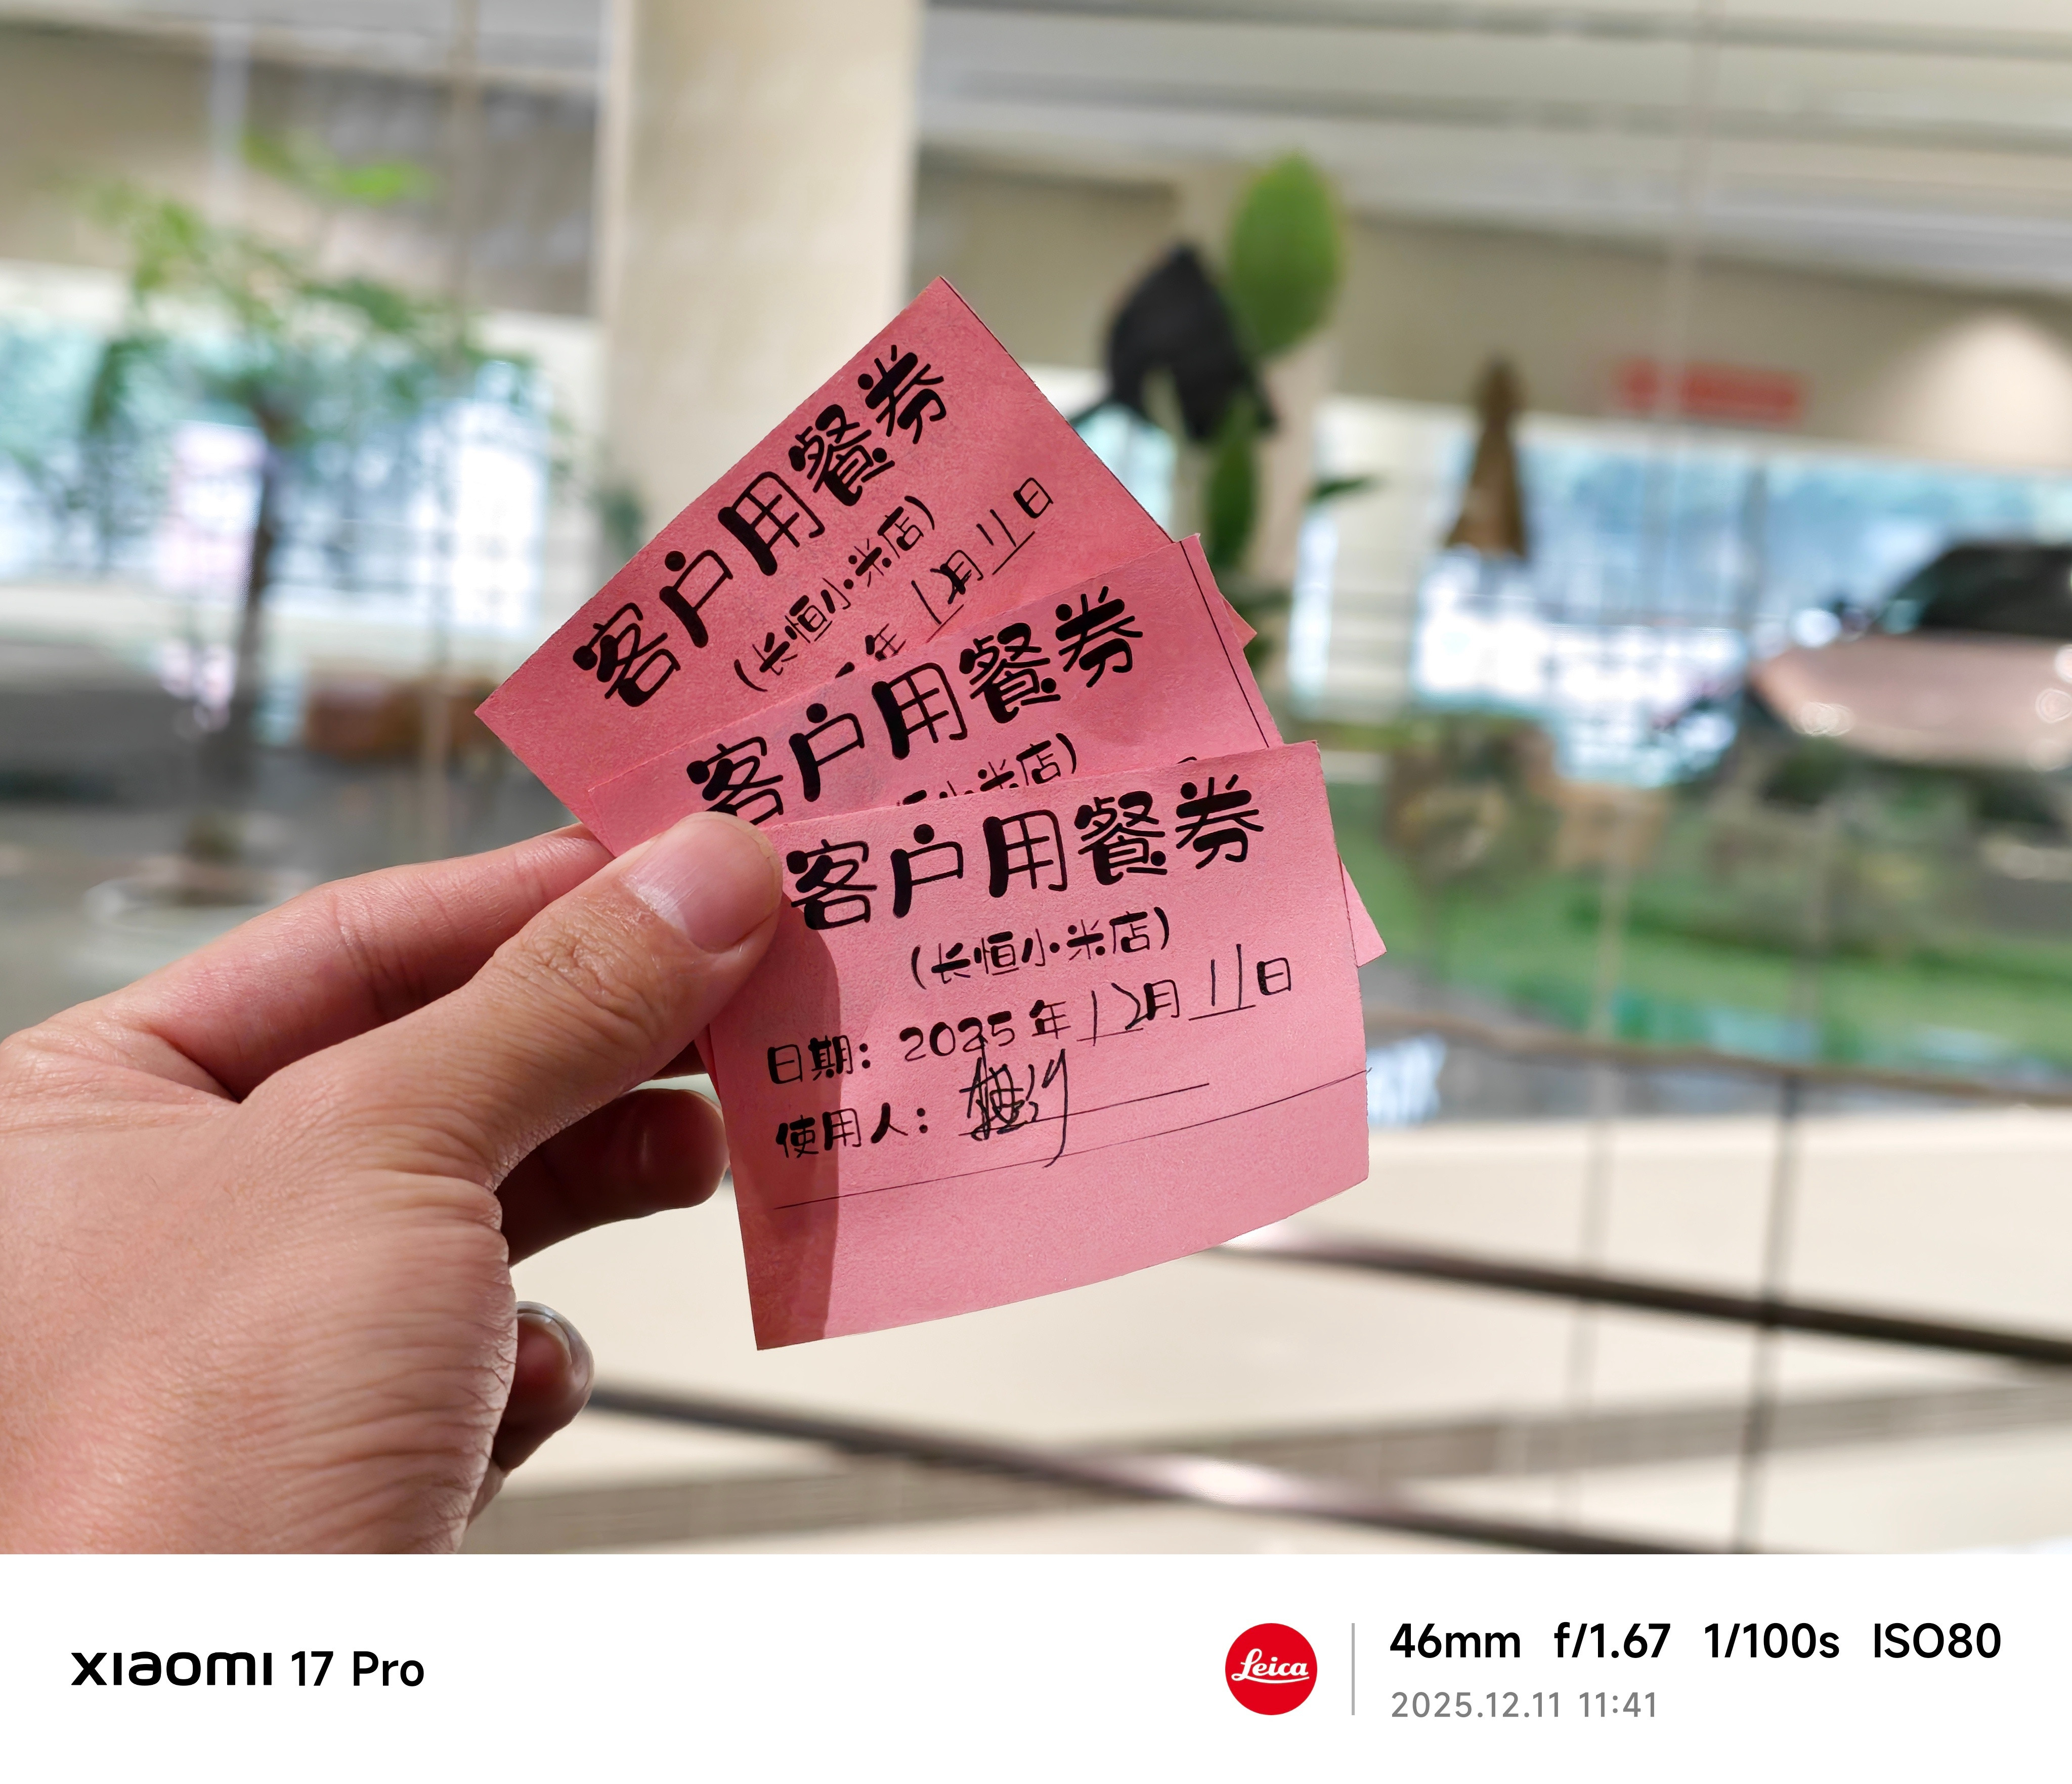 客户用餐券
(长恒小米店)
年 12月 11日
客户用餐券
小米店)
客户用餐券
(长恒小米店)
日期: 2025年 12月 11日
使用人:
xiaomi 17 Pro
Leica
46mm f/1.67 1/100s ISO80
2025.12.11 11:41